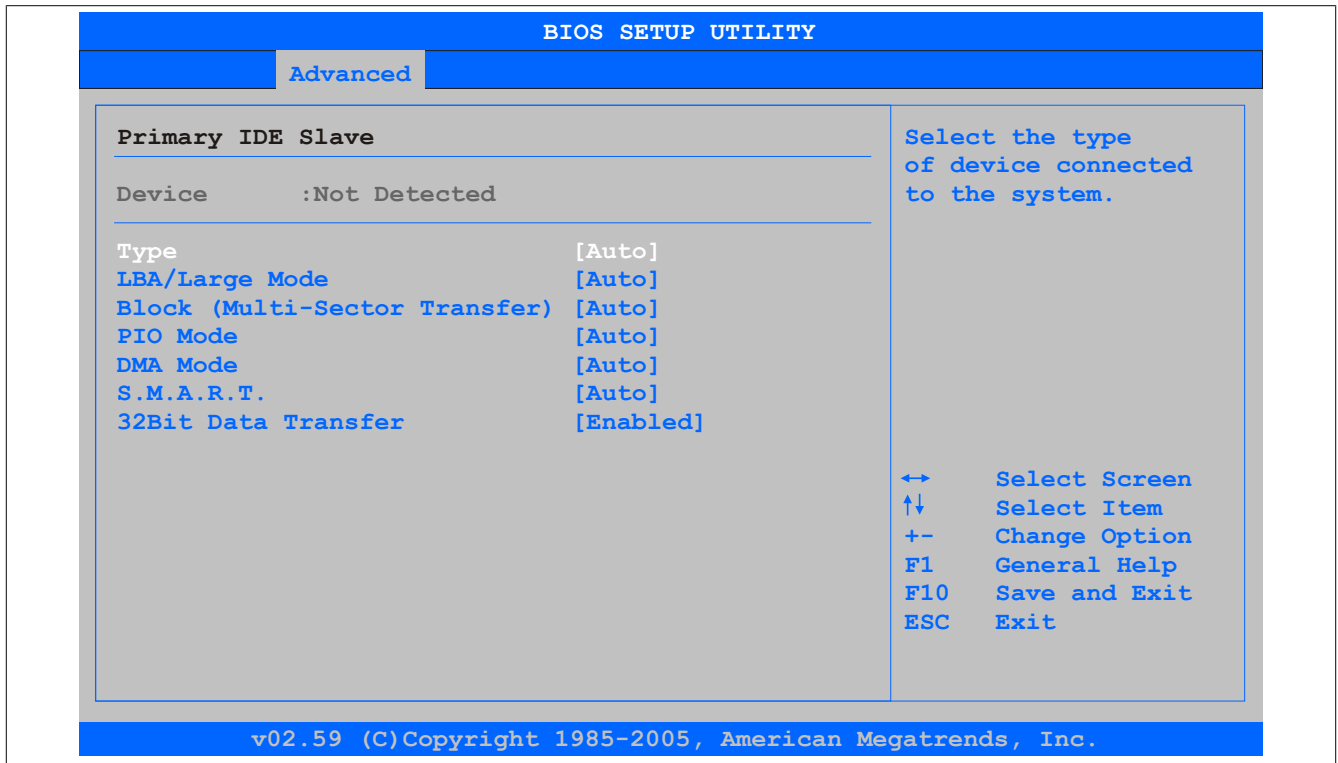 BIOS SETUP UTILITY
Advanced
Primary IDE Slave
Device :Not Detected
Type [Auto]
LBA/Large Mode [Auto]
Block (Multi-Sector Transfer) [Auto]
PIO Mode [Auto]
DMA Mode [Auto]
S.M.A.R.T. [Auto]
32Bit Data Transfer [Enabled]
Select the type
of device connected
to the system.
↔ Select Screen
↑↓ Select Item
+- Change Option
F1 General Help
F10 Save and Exit
ESC Exit
v02.59 (C)Copyright 1985-2005, American Megatrends, Inc.